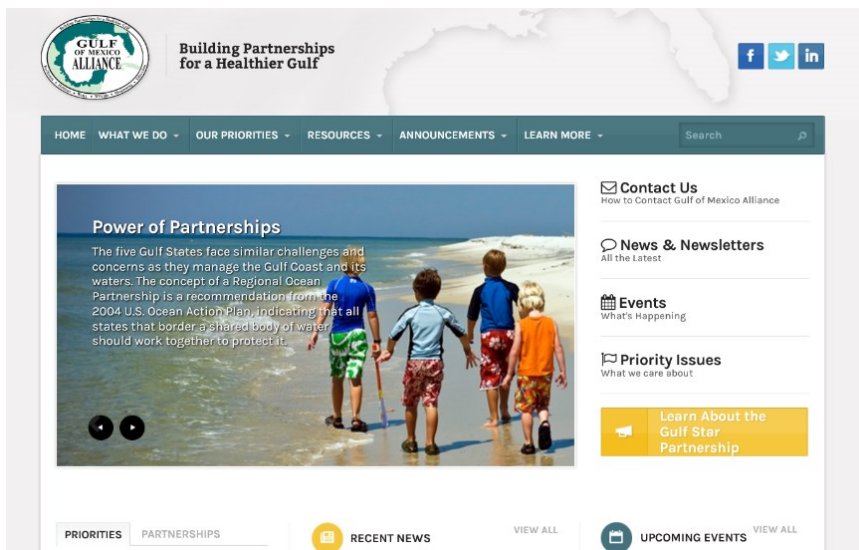 GULF
OF MEXICO
ALLIANCE
Building Partnerships
for a Healthier Gulf
f in
HOME WHAT WE DO OUR PRIORITIES RESOURCES ANNOUNCEMENTS LEARN MORE Search
Power of Partnerships
The five Gulf States face similar challenges and
concerns as they manage the Gulf Coast and its
waters. The concept of a Regional Ocean
Partnership is a recommendation from the
2004 U.S. Ocean Action Plan, indicating that all
states that border a shared body of water
should work together to protect it.
Contact Us
How to Contact Gulf of Mexico Alliance
News & Newsletters
All the Latest
Events
What's Happening
Priority Issues
What we care about
Learn About the
Gulf Star
Partnership
PRIORITIES PARTNERSHIPS
RECENT NEWS VIEW ALL
UPCOMING EVENTS VIEW ALL